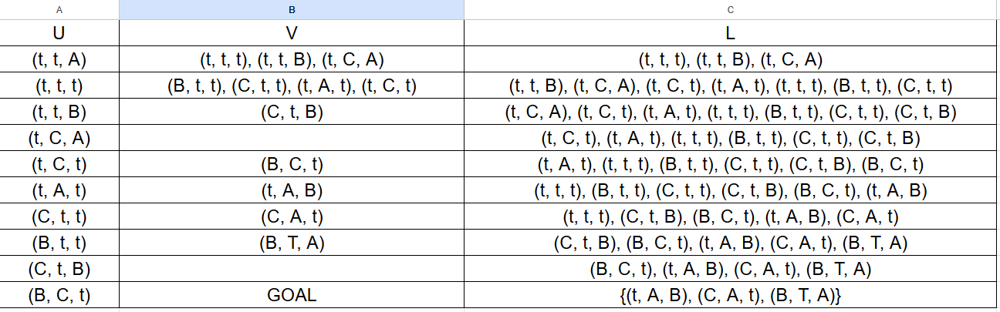 A B C
U V L
(t, t, A) (t, t, t), (t, t, B), (t, C, A) (t, t, t), (t, t, B), (t, C, A)
(t, t, t) (B, t, t), (C, t, t), (t, A, t), (t, C, t) (t, t, B), (t, C, A), (t, C, t), (t, A, t), (t, t, t), (B, t, t), (C, t, t)
(t, t, B) (C, t, B) (t, C, A), (t, C, t), (t, A, t), (t, t, t), (B, t, t), (C, t, t), (C, t, B)
(t, C, A) (t, C, t), (t, A, t), (t, t, t), (B, t, t), (C, t, t), (C, t, B)
(t, C, t) (B, C, t) (t, A, t), (t, t, t), (B, t, t), (C, t, t), (C, t, B), (B, C, t)
(t, A, t) (t, A, B) (t, t, t), (B, t, t), (C, t, t), (C, t, B), (B, C, t), (t, A, B)
(C, t, t) (C, A, t) (t, t, t), (C, t, B), (B, C, t), (t, A, B), (C, A, t)
(B, t, t) (B, T, A) (C, t, B), (B, C, t), (t, A, B), (C, A, t), (B, T, A)
(C, t, B) (B, C, t), (t, A, B), (C, A, t), (B, T, A)
(B, C, t) GOAL {(t, A, B), (C, A, t), (B, T, A)}